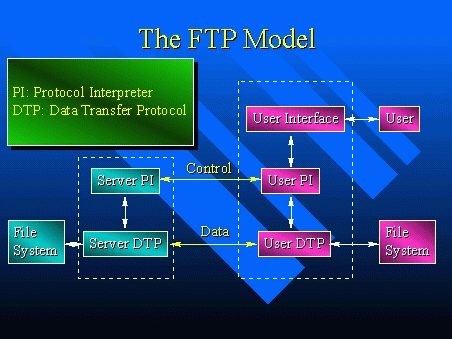 The FTP Model
PI: Protocol Interpreter
DTP: Data Transfer Protocol
User Interface
User
Control
Server PI
User PI
File
System
Server DTP
Data
User DTP
File
System